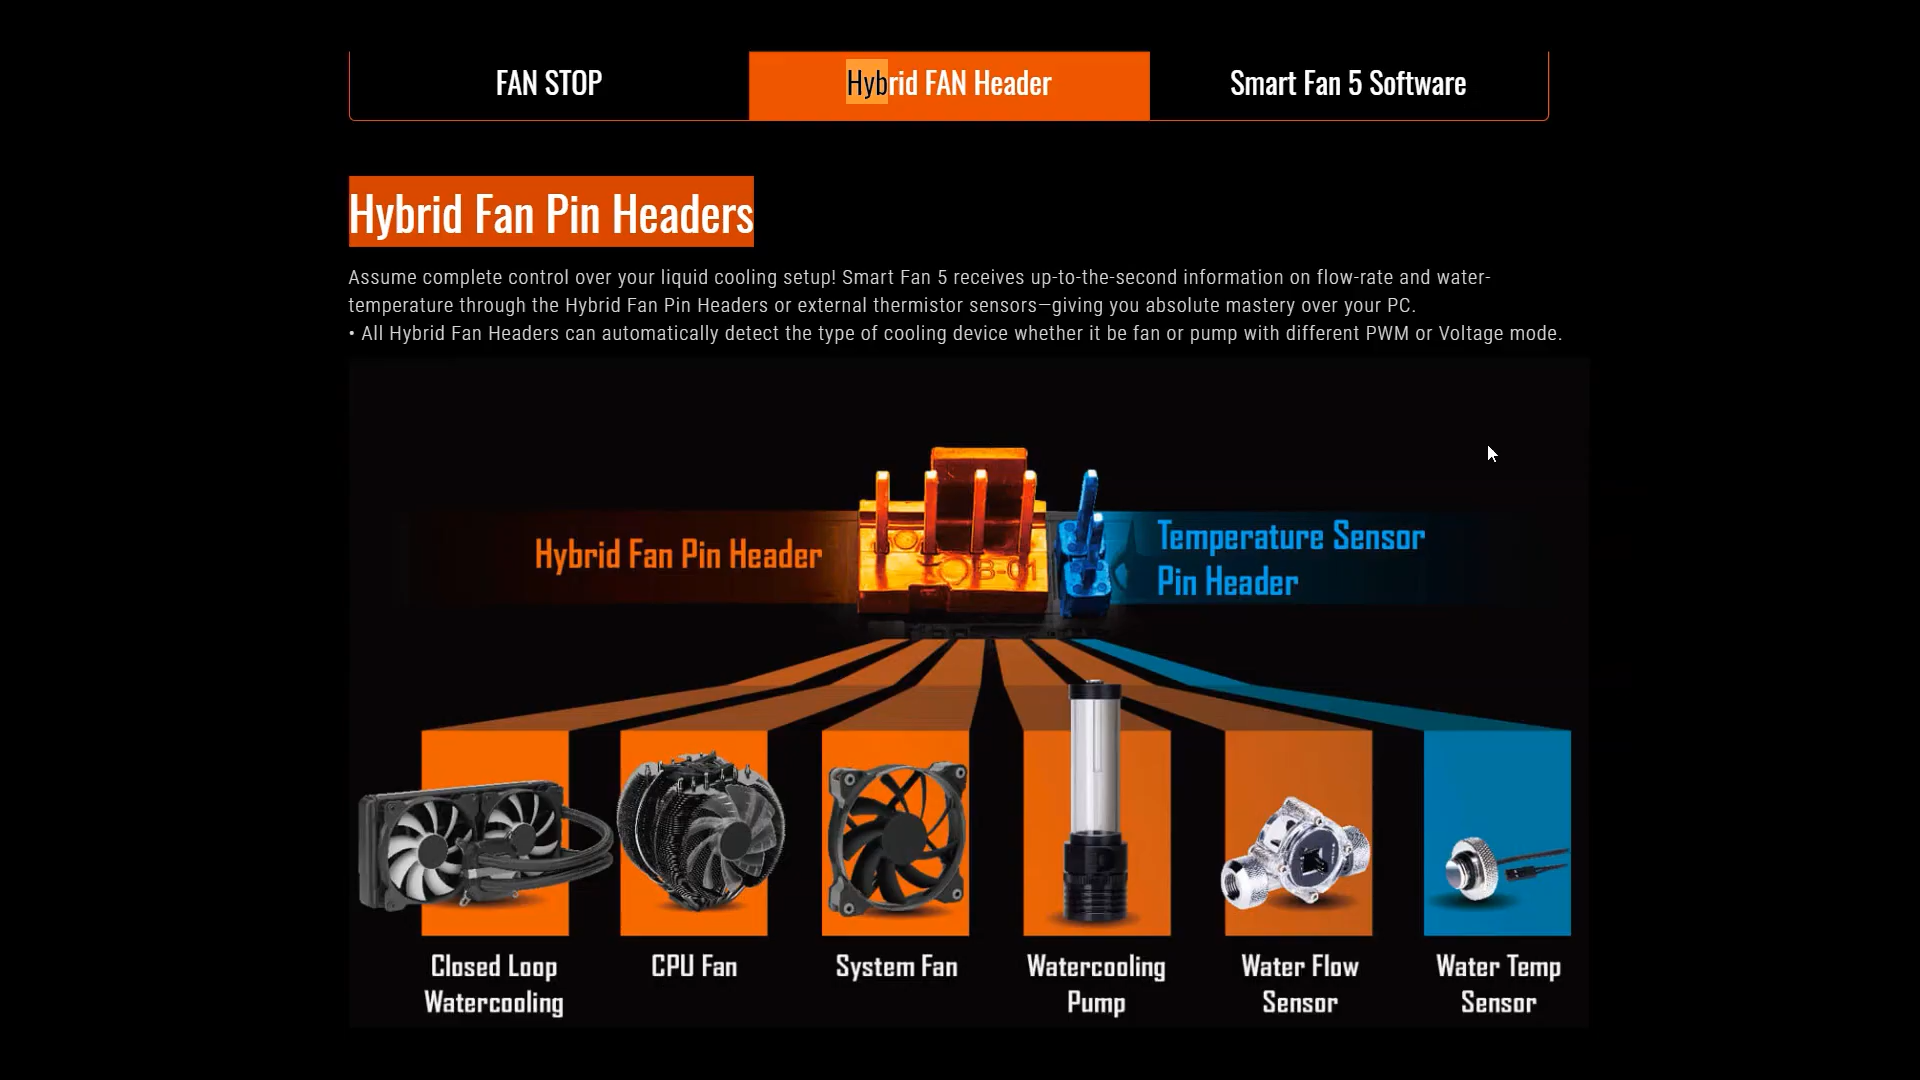 FAN STOP
Hybrid FAN Header
Smart Fan 5 Software
Hybrid Fan Pin Headers
Assume complete control over your liquid cooling setup! Smart Fan 5 receives up-to-the-second information on flow-rate and water-
temperature through the Hybrid Fan Pin Headers or external thermistor sensors—giving you absolute mastery over your PC.
• All Hybrid Fan Headers can automatically detect the type of cooling device whether it be fan or pump with different PWM or Voltage mode.
Hybrid Fan Pin Header
B-01
Temperature Sensor
Pin Header
Closed Loop
Watercooling
CPU Fan
System Fan
Watercooling
Pump
Water Flow
Sensor
Water Temp
Sensor